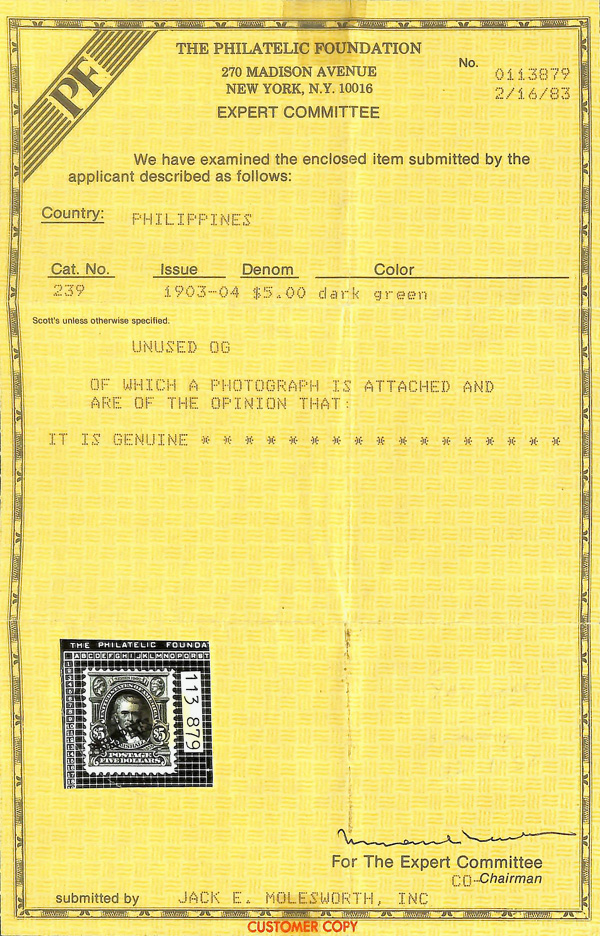 PF
THE PHILATELIC FOUNDATION
270 MADISON AVENUE
NEW YORK, N.Y. 10016
EXPERT COMMITTEE
No. 0113879
2/16/83
We have examined the enclosed item submitted by the
applicant described as follows:
Country: PHILIPPINES
Cat. No. Issue Denom Color
239 1903-04 $5.00 dark green
Scott's unless otherwise specified.
UNUSED OG
OF WHICH A PHOTOGRAPH IS ATTACHED AND
ARE OF THE OPINION THAT:
IT IS GENUINE * * * * * * * * * * * * * * * * *
THE PHILATELIC FOUNDA
ABCDEFGHIJKLMNOPQRST
113 879
$5 $5
POSTAGE
FIVE DOLLARS
For The Expert Committee
CO-Chairman
submitted by JACK E. MOLESWORTH, INC
CUSTOMER COPY